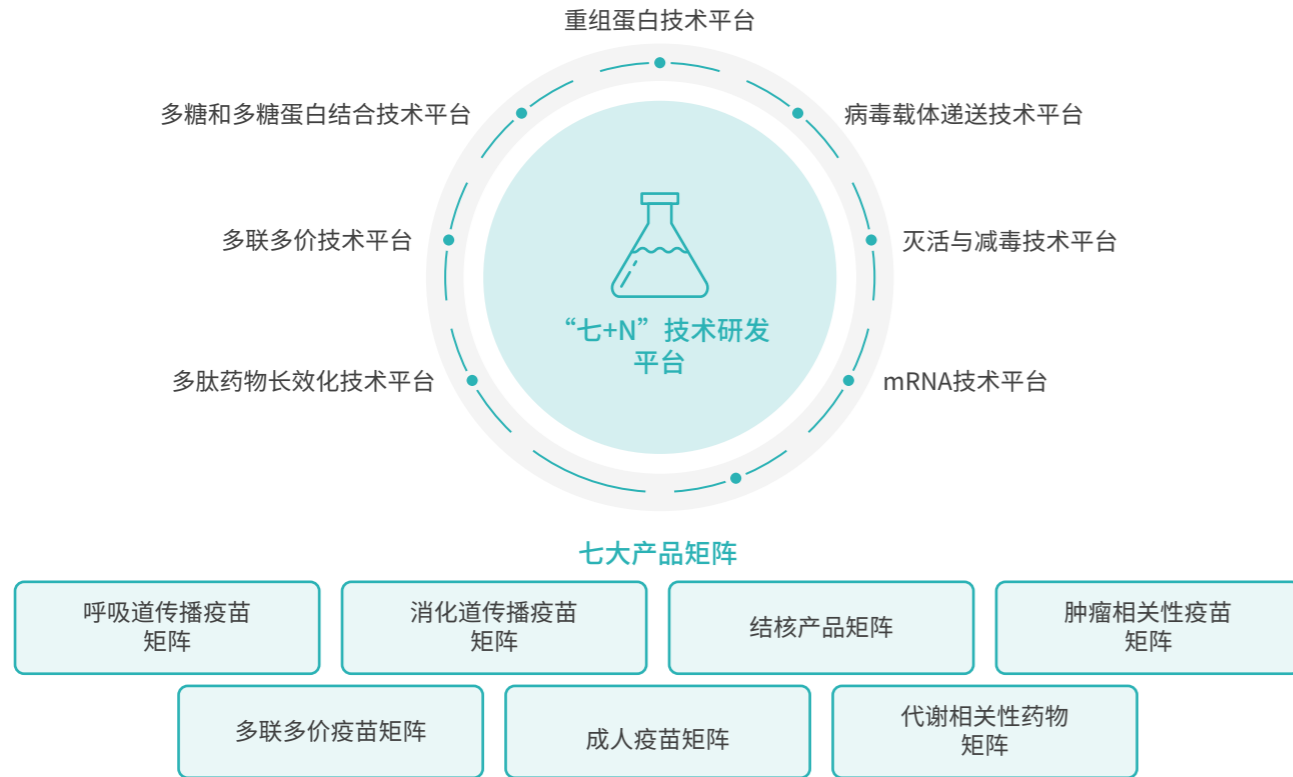 重组蛋白技术平台
多糖和多糖蛋白结合技术平台
病毒载体递送技术平台
多联多价技术平台
灭活与减毒技术平台
“七+N”技术研发
平台
多肽药物长效化技术平台
mRNA技术平台
七大产品矩阵
呼吸道传播疫苗
矩阵
消化道传播疫苗
矩阵
结核产品矩阵
肿瘤相关性疫苗
矩阵
多联多价疫苗矩阵
成人疫苗矩阵
代谢相关性药物
矩阵